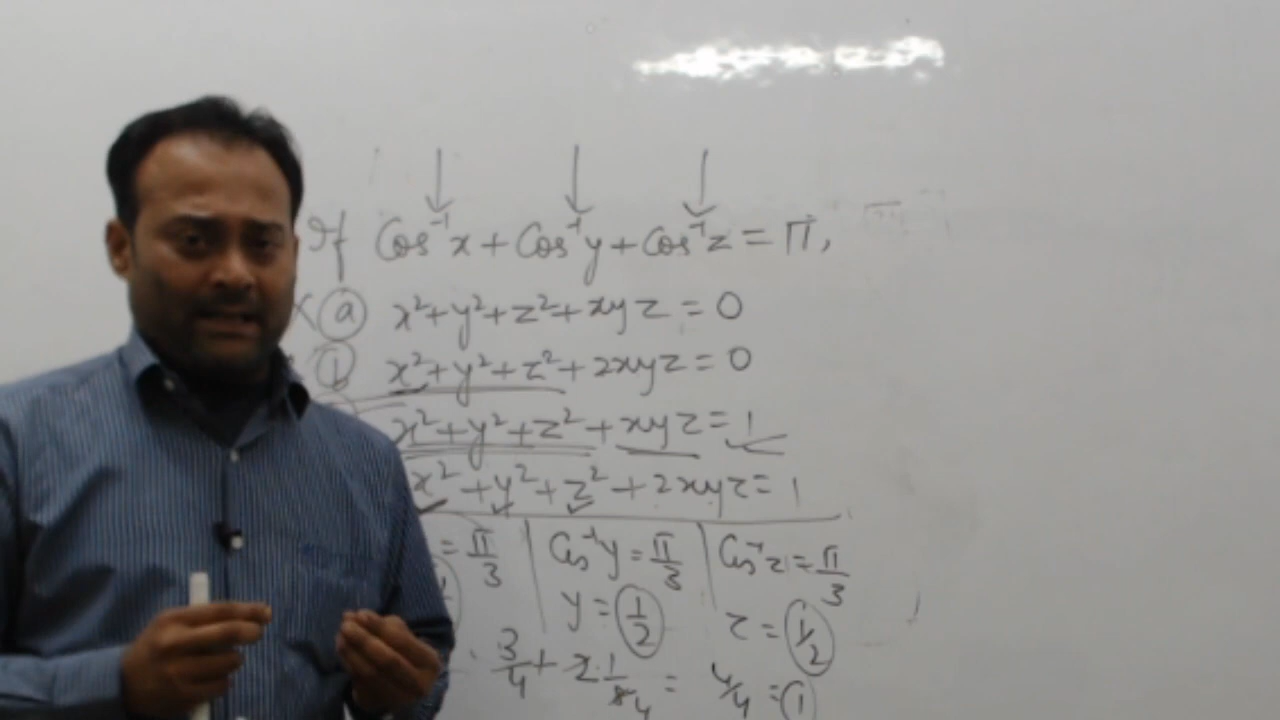 If Cos⁻¹x + Cos⁻¹y + Cos⁻¹z = π,
(a) x² + y² + z² + xyz = 0
(b) x² + y² + z² + 2xyz = 0
x² + y² + z² + xyz = 1
x² + y² + z² + 2xyz = 1
= π/3 | Cos⁻¹y = π/3 | Cos⁻¹z = π/3
y = 1/2 z = 1/2
3/4 + 2·1/8 4 = 4/4 = 1